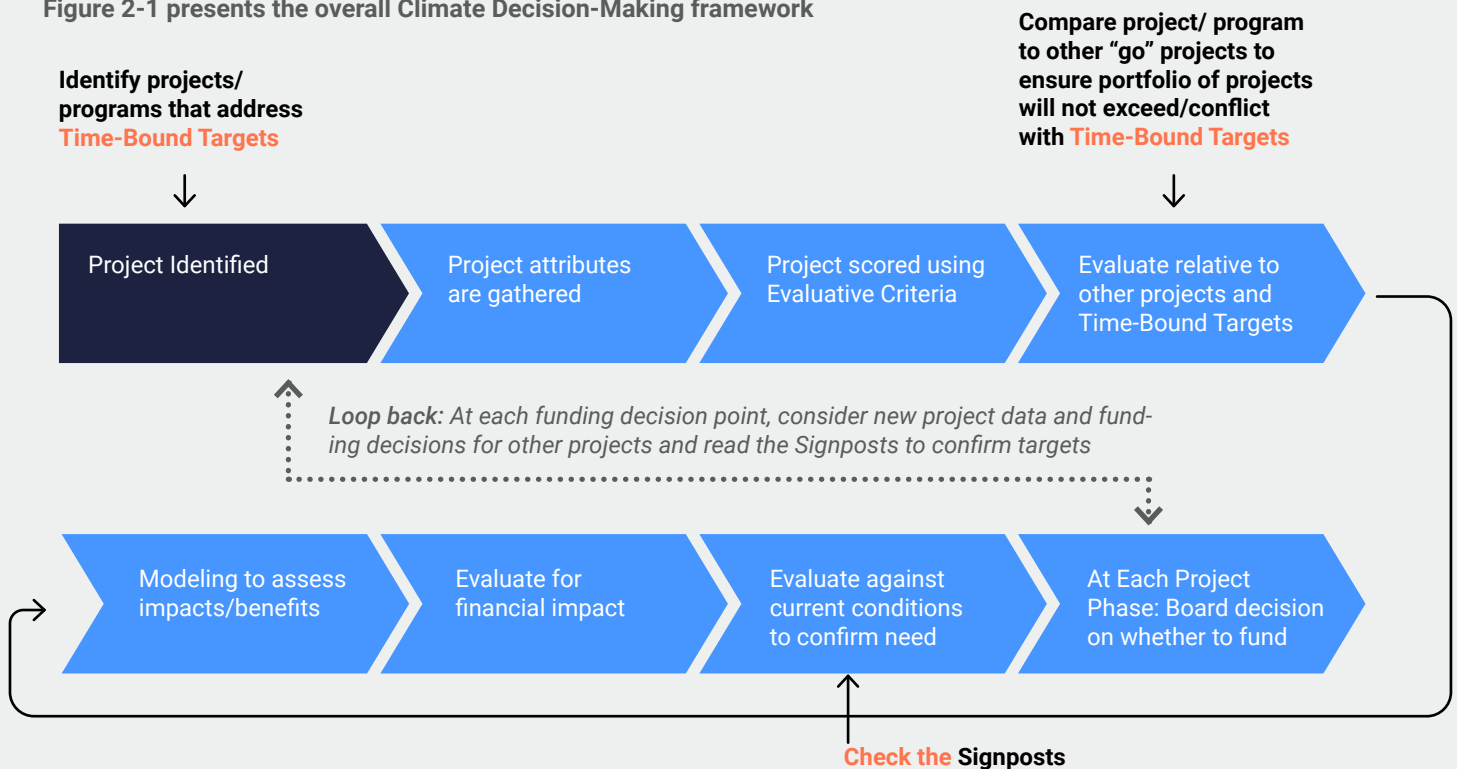 Figure 2-1 presents the overall Climate Decision-Making framework
Identify projects/
programs that address
Time-Bound Targets
Compare project/ program
to other “go” projects to
ensure portfolio of projects
will not exceed/conflict
with Time-Bound Targets
Project Identified
Project attributes
are gathered
Project scored using
Evaluative Criteria
Evaluate relative to
other projects and
Time-Bound Targets
Loop back: At each funding decision point, consider new project data and fund-
ing decisions for other projects and read the Signposts to confirm targets
Modeling to assess
impacts/benefits
Evaluate for
financial impact
Evaluate against
current conditions
to confirm need
At Each Project
Phase: Board decision
on whether to fund
Check the Signposts